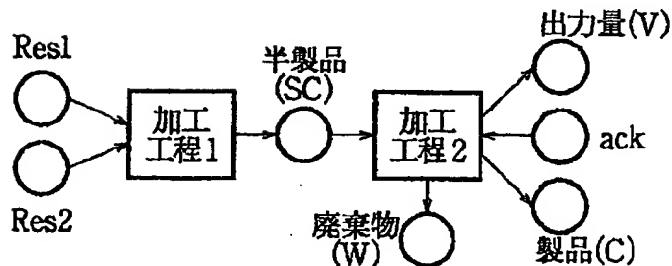 Res1
Res2
加工
工程1
半製品
(SC)
加工
工程2
廃棄物
(W)
出力量(V)
ack
製品(C)